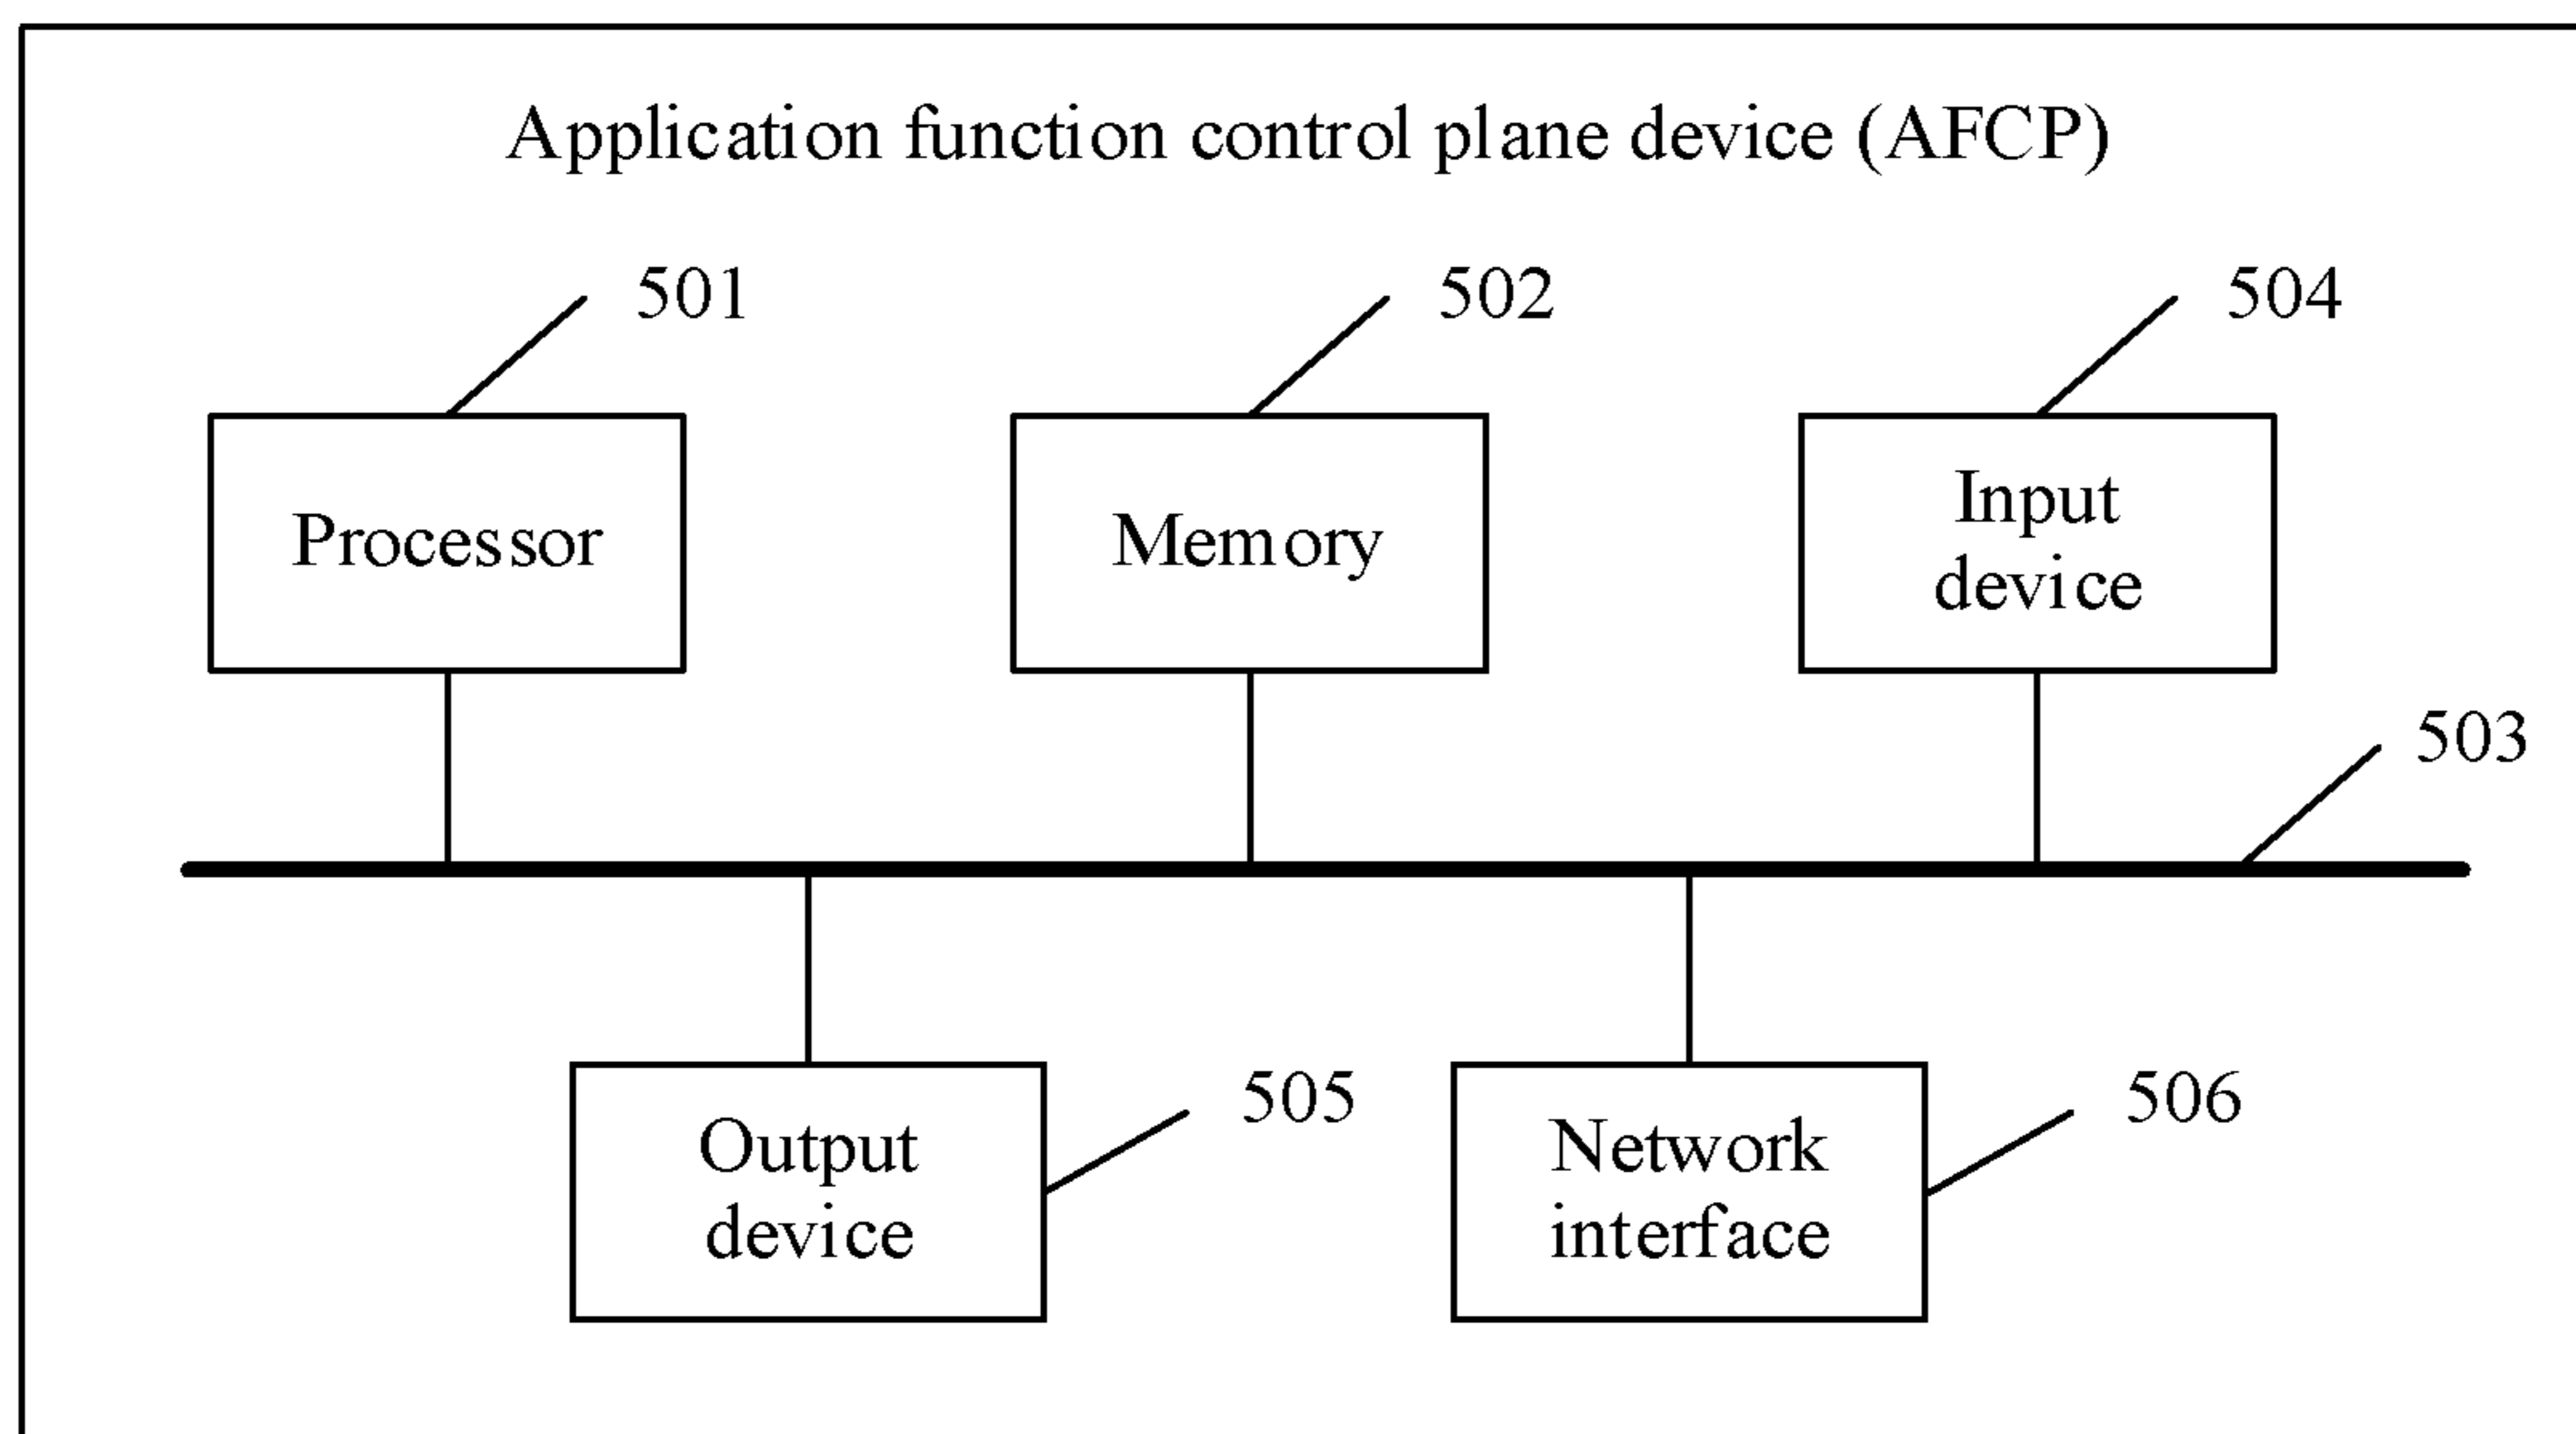 Application function control plane device (AFCP)
501
502
504
Processor
Memory
Input
device
503
505
506
Output
device
Network
interface